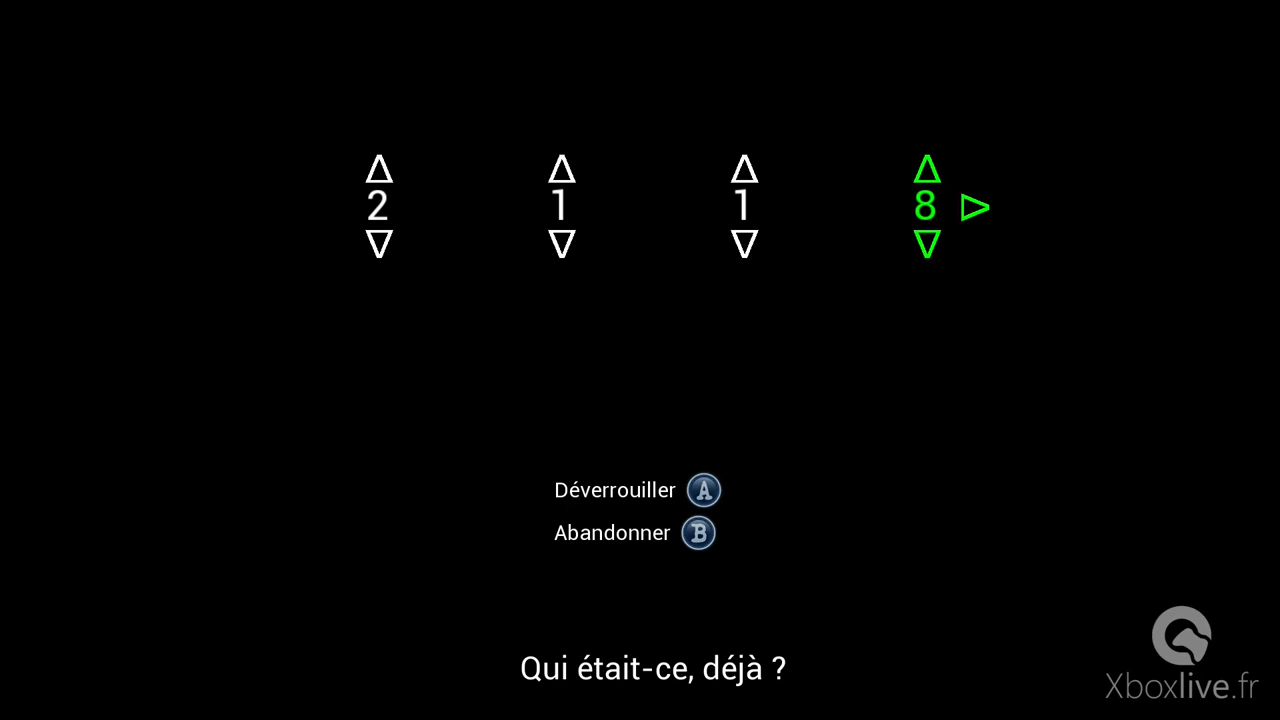 2 1 1 8
Déverrouiller A
Abandonner B
Qui était-ce, déjà ?
Xboxlive.fr